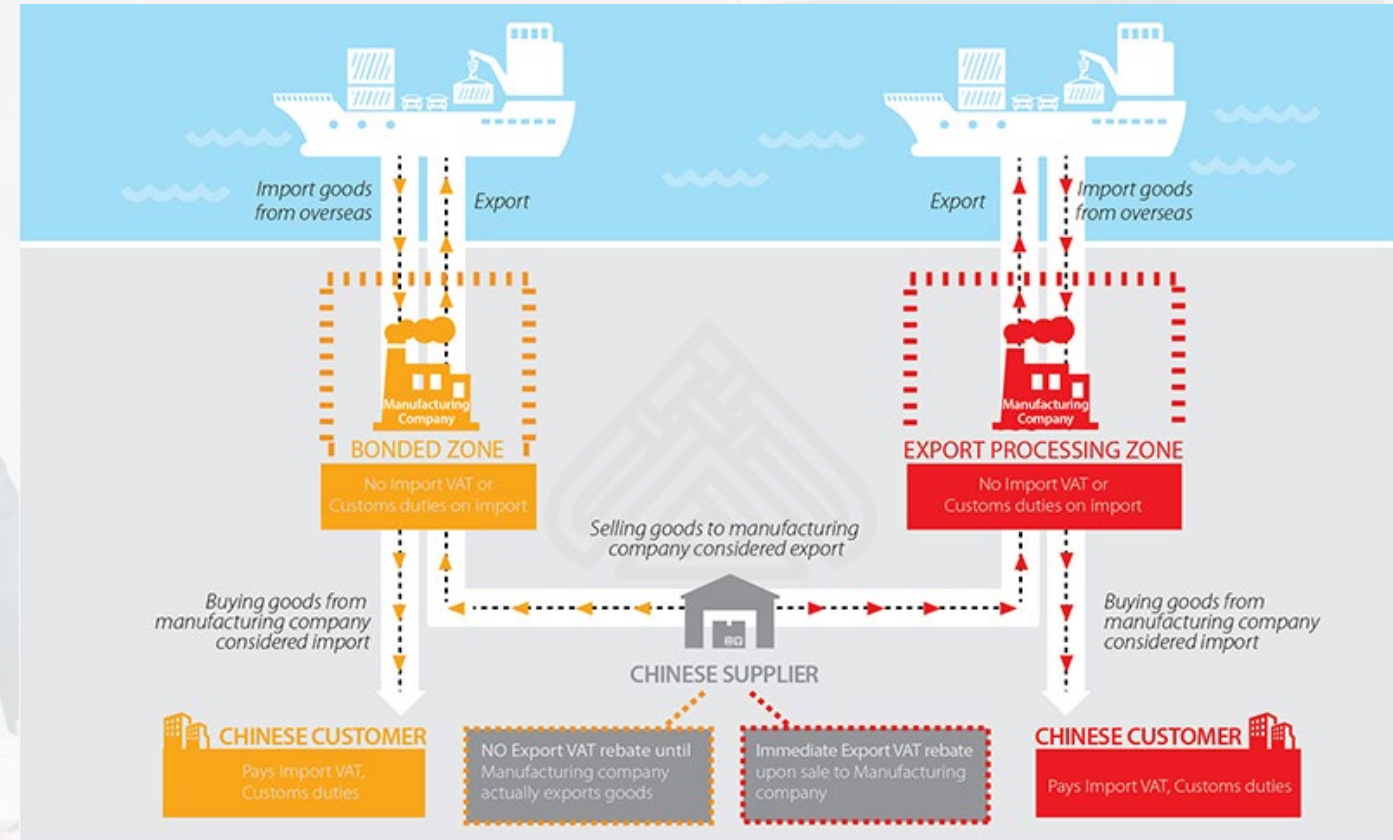 Import goods
from overseas
Export
Export
Import goods
from overseas
Manufacturing
Company
BONDED ZONE
No Import VAT or
Customs duties on import
Manufacturing
Company
EXPORT PROCESSING ZONE
No Import VAT or
Customs duties on import
Selling goods to manufacturing
company considered export
Buying goods from
manufacturing company
considered import
Buying goods from
manufacturing company
considered import
CHINESE SUPPLIER
CHINESE CUSTOMER
Pays Import VAT,
Customs duties
NO Export VAT rebate until
Manufacturing company
actually exports goods
Immediate Export VAT rebate
upon sale to Manufacturing
company
CHINESE CUSTOMER
Pays Import VAT, Customs duties